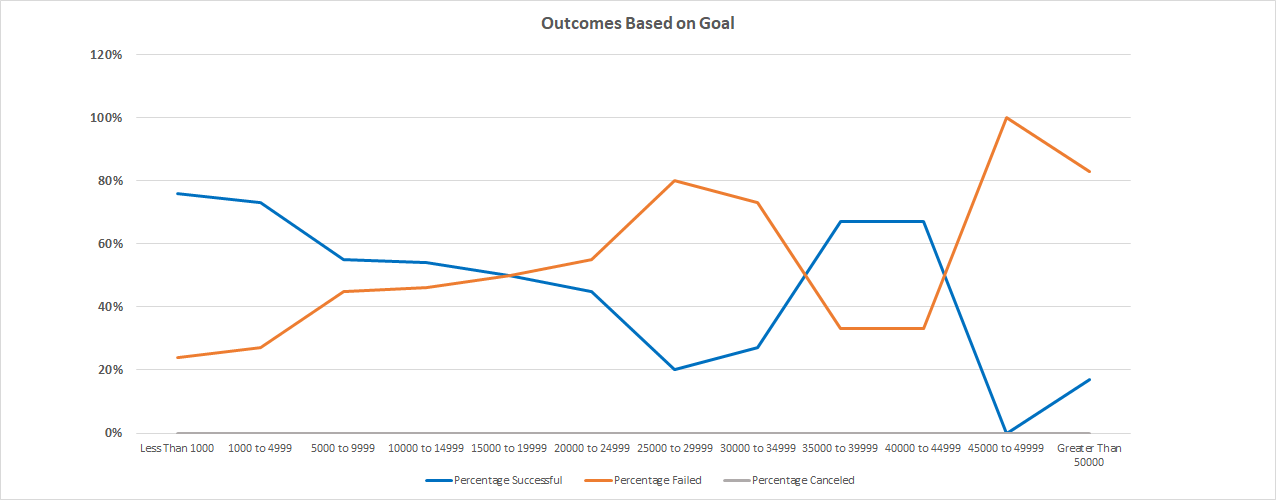 Outcomes Based on Goal
120%
100%
80%
60%
40%
20%
0%
Less Than 1000 1000 to 4999 5000 to 9999 10000 to 14999 15000 to 19999 20000 to 24999 25000 to 29999 30000 to 34999 35000 to 39999 40000 to 44999 45000 to 49999 Greater Than
50000
Percentage Successful Percentage Failed Percentage Canceled